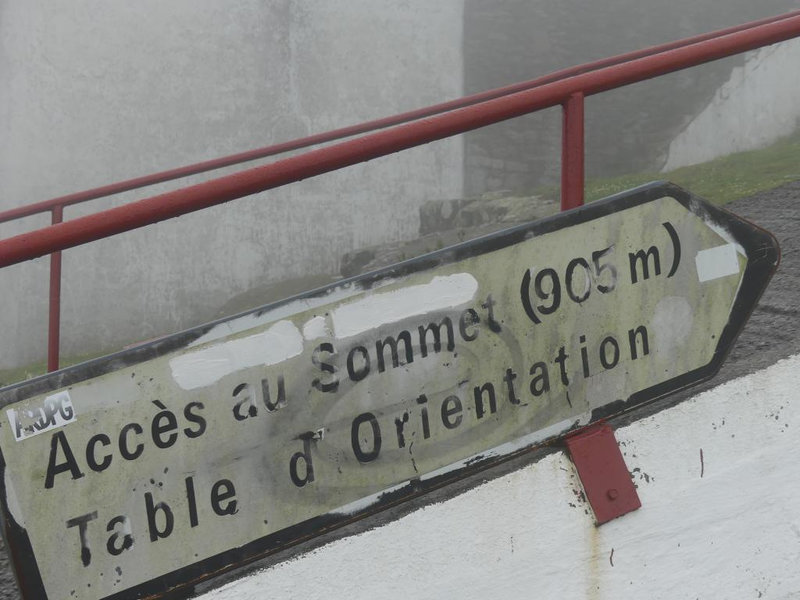 ARDPG
Accès au Sommet (905 m)
Table d'Orientation